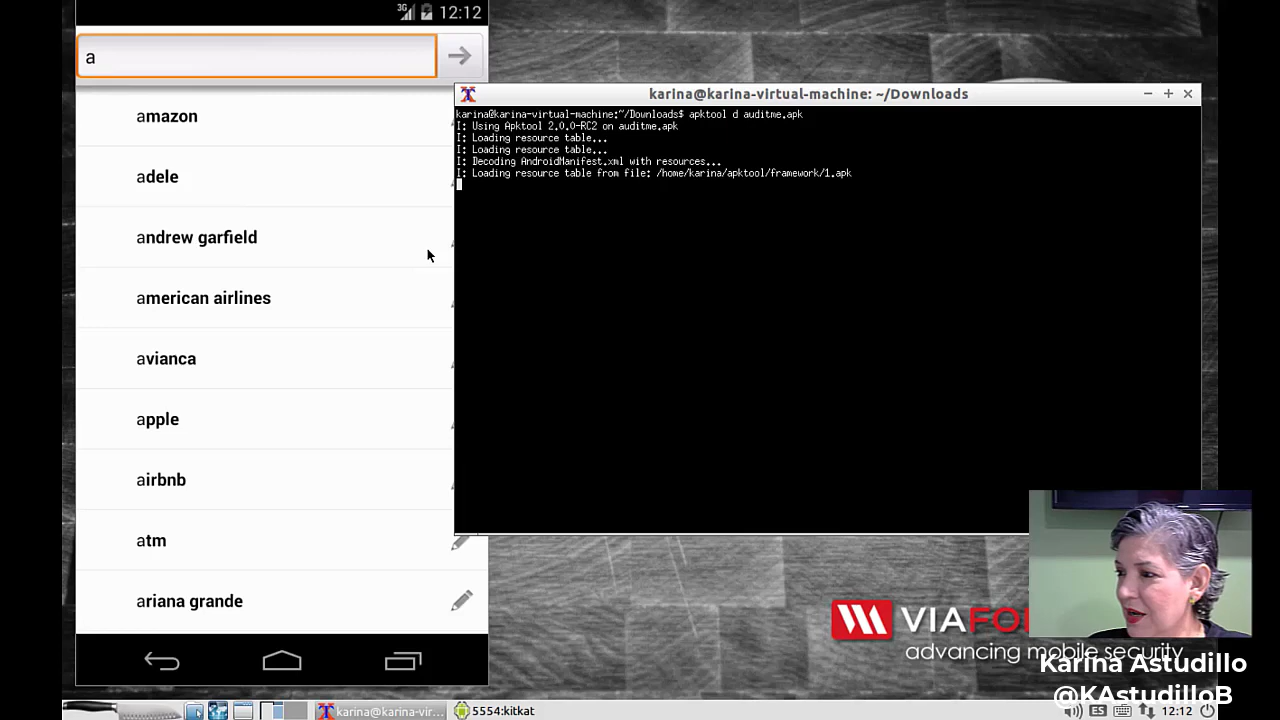 3G 12:12
a
amazon
adele
andrew garfield
american airlines
avianca
apple
airbnb
atm
ariana grande
karina@karina-virtual-machine: ~/Downloads
karina@karina-virtual-machine:~/Downloads$ apktool d auditme.apk
I: Using Apktool 2.0.0-RC2 on auditme.apk
I: Loading resource table...
I: Loading resource table...
I: Decoding AndroidManifest.xml with resources...
I: Loading resource table from file: /home/karina/apktool/framework/1.apk
VIAFO
advancing mobile security
Karina Astudillo
@KAstudilloB
karina@karina-vir...
5554:kitkat
ES 12:12